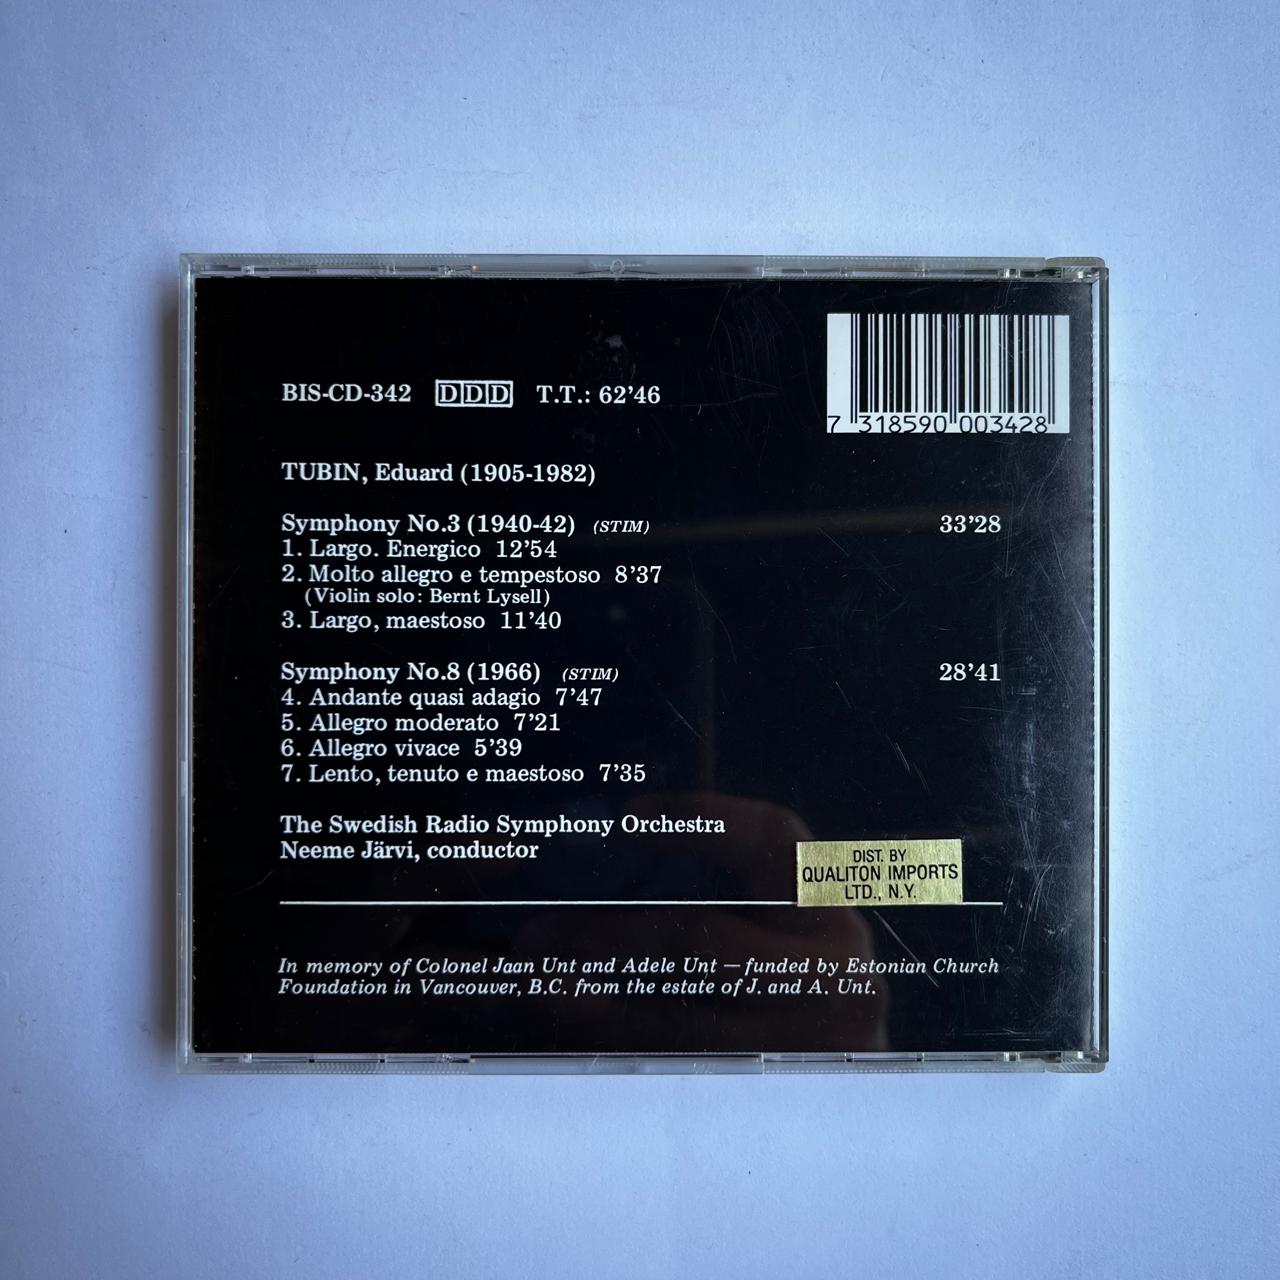 BIS-CD-342 DDD T.T.: 62'46
7 318590 003428
TUBIN, Eduard (1905-1982)
Symphony No.3 (1940-42) (STIM) 33'28
1. Largo. Energico 12'54
2. Molto allegro e tempestoso 8'37
(Violin solo: Bernt Lysell)
3. Largo, maestoso 11'40
Symphony No.8 (1966) (STIM) 28'41
4. Andante quasi adagio 7'47
5. Allegro moderato 7'21
6. Allegro vivace 5'39
7. Lento, tenuto e maestoso 7'35
The Swedish Radio Symphony Orchestra
Neeme Järvi, conductor
DIST. BY
QUALITON IMPORTS
LTD., N.Y.
In memory of Colonel Jaan Unt and Adele Unt — funded by Estonian Church
Foundation in Vancouver, B.C. from the estate of J. and A. Unt.